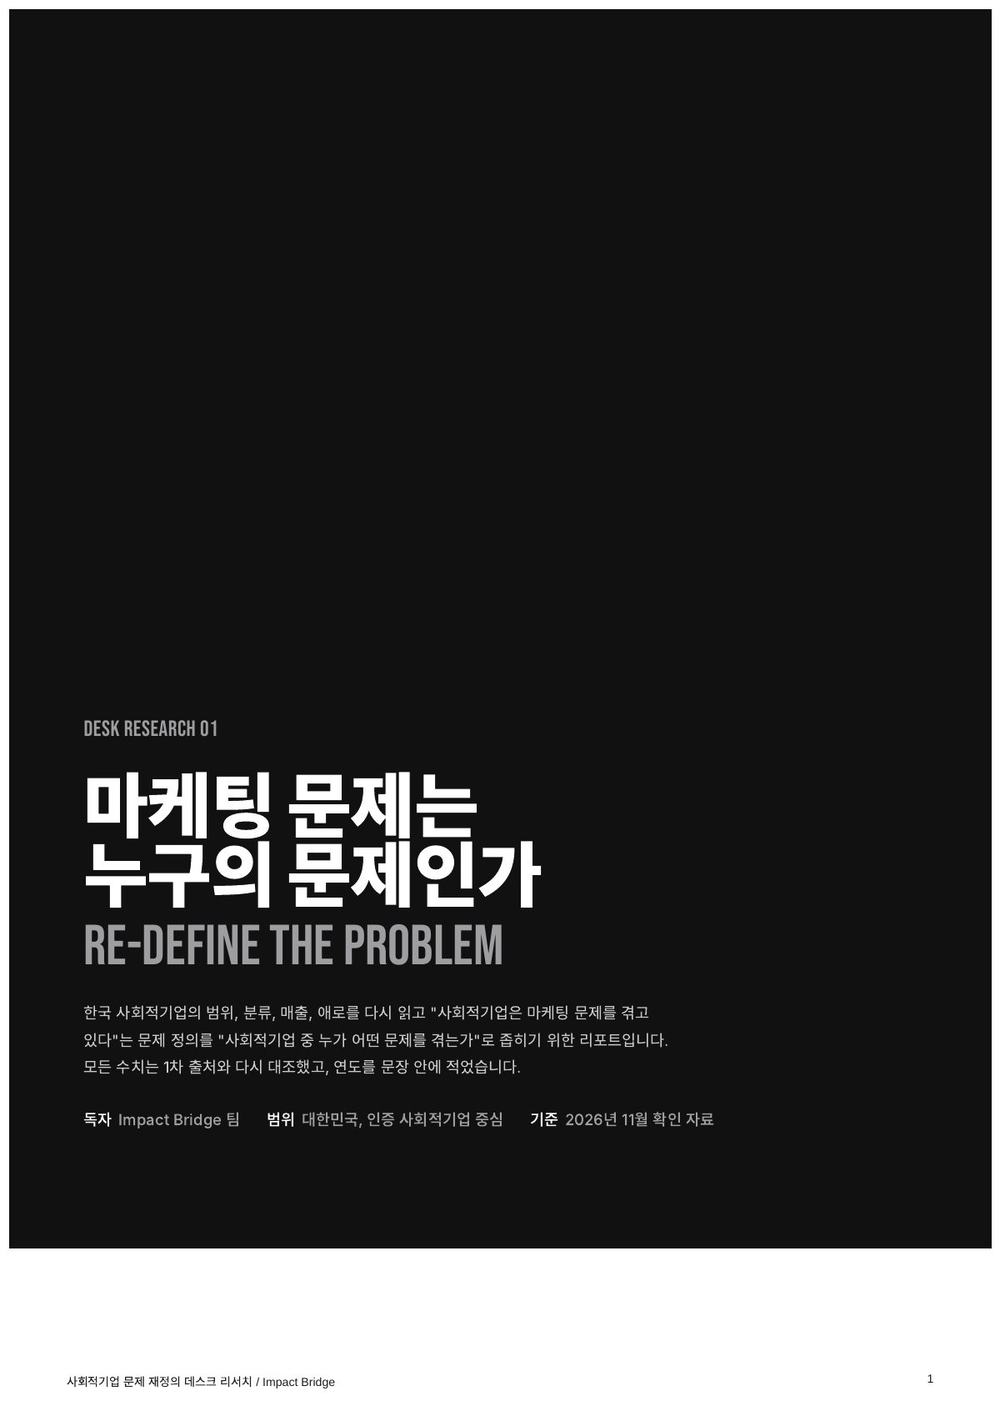 DESK RESEARCH 01
마케팅 문제는
누구의 문제인가
RE-DEFINE THE PROBLEM
한국 사회적기업의 범위, 분류, 매출, 애로를 다시 읽고 "사회적기업은 마케팅 문제를 겪고
있다"는 문제 정의를 "사회적기업 중 누가 어떤 문제를 겪는가"로 좁히기 위한 리포트입니다.
모든 수치는 1차 출처와 다시 대조했고, 연도를 문장 안에 적었습니다.
독자 Impact Bridge 팀 범위 대한민국, 인증 사회적기업 중심 기준 2026년 11월 확인 자료
사회적기업 문제 재정의 데스크 리서치 / Impact Bridge
1